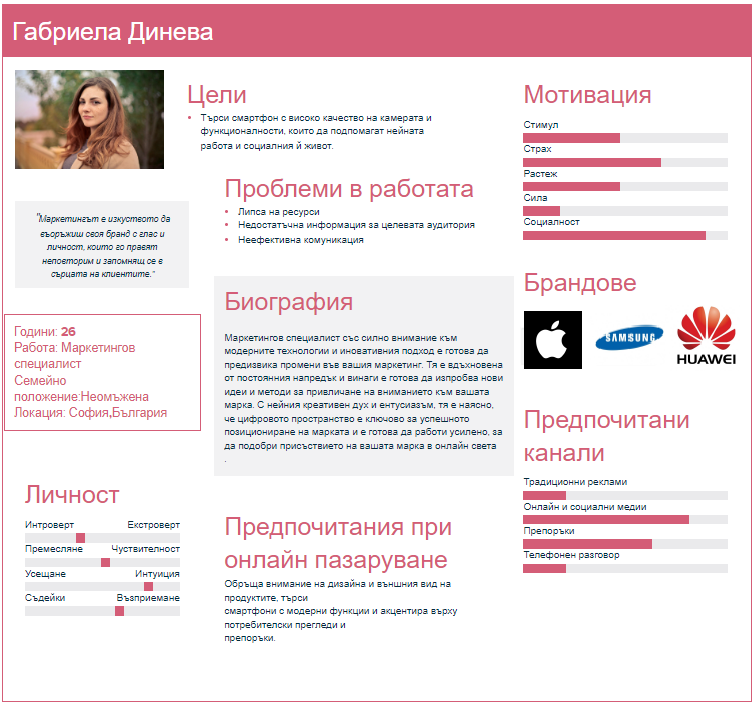 Габриела Динева
"Маркетингът е изкуството да
въоръжиш своя бранд с глас и
личност, които го правят
неповторим и запомнящ се в
сърцата на клиентите."
Години: 26
Работа: Маркетингов
специалист
Семейно
положение:Неомъжена
Локация: София,България
Личност
Интроверт Екстроверт
Премесляне Чуствителност
Усещане Интуиция
Съдейки Възприемане
Цели
Търси смартфон с високо качество на камерата и
функционалности, които да подпомагат нейната
работа и социалния й живот.
Проблеми в работата
Липса на ресурси
Недостатъчна информация за целевата аудитория
Неефективна комуникация
Биография
Маркетингов специалист със силно внимание към
модерните технологии и иновативния подход е готова да
предизвика промени във вашия маркетинг. Тя е вдъхновена
от постояния напредък и винаги е готова да изпробва нови
идеи и методи за привличане на вниманието към вашата
марка. С нейния креативен дух и ентусиазъм, тя е наясно,
че цифровото пространство е ключово за успешното
позициониране на марката и е готова да работи усилено, за
да подобри присъствието на вашата марка в онлайн света
.
Предпочитания при
онлайн пазаруване
Обръща внимание на дизайна и външния вид на
продуктите, търси
смартфони с модерни функции и акцентира върху
потребителски прегледи и
препоръки.
Мотивация
Стимул
Страх
Растеж
Сила
Социалност
Брандове
SAMSUNG
HUAWEI
Предпочитани
канали
Традиционни реклами
Онлайн и социални медии
Препоръки
Телефонен разговор